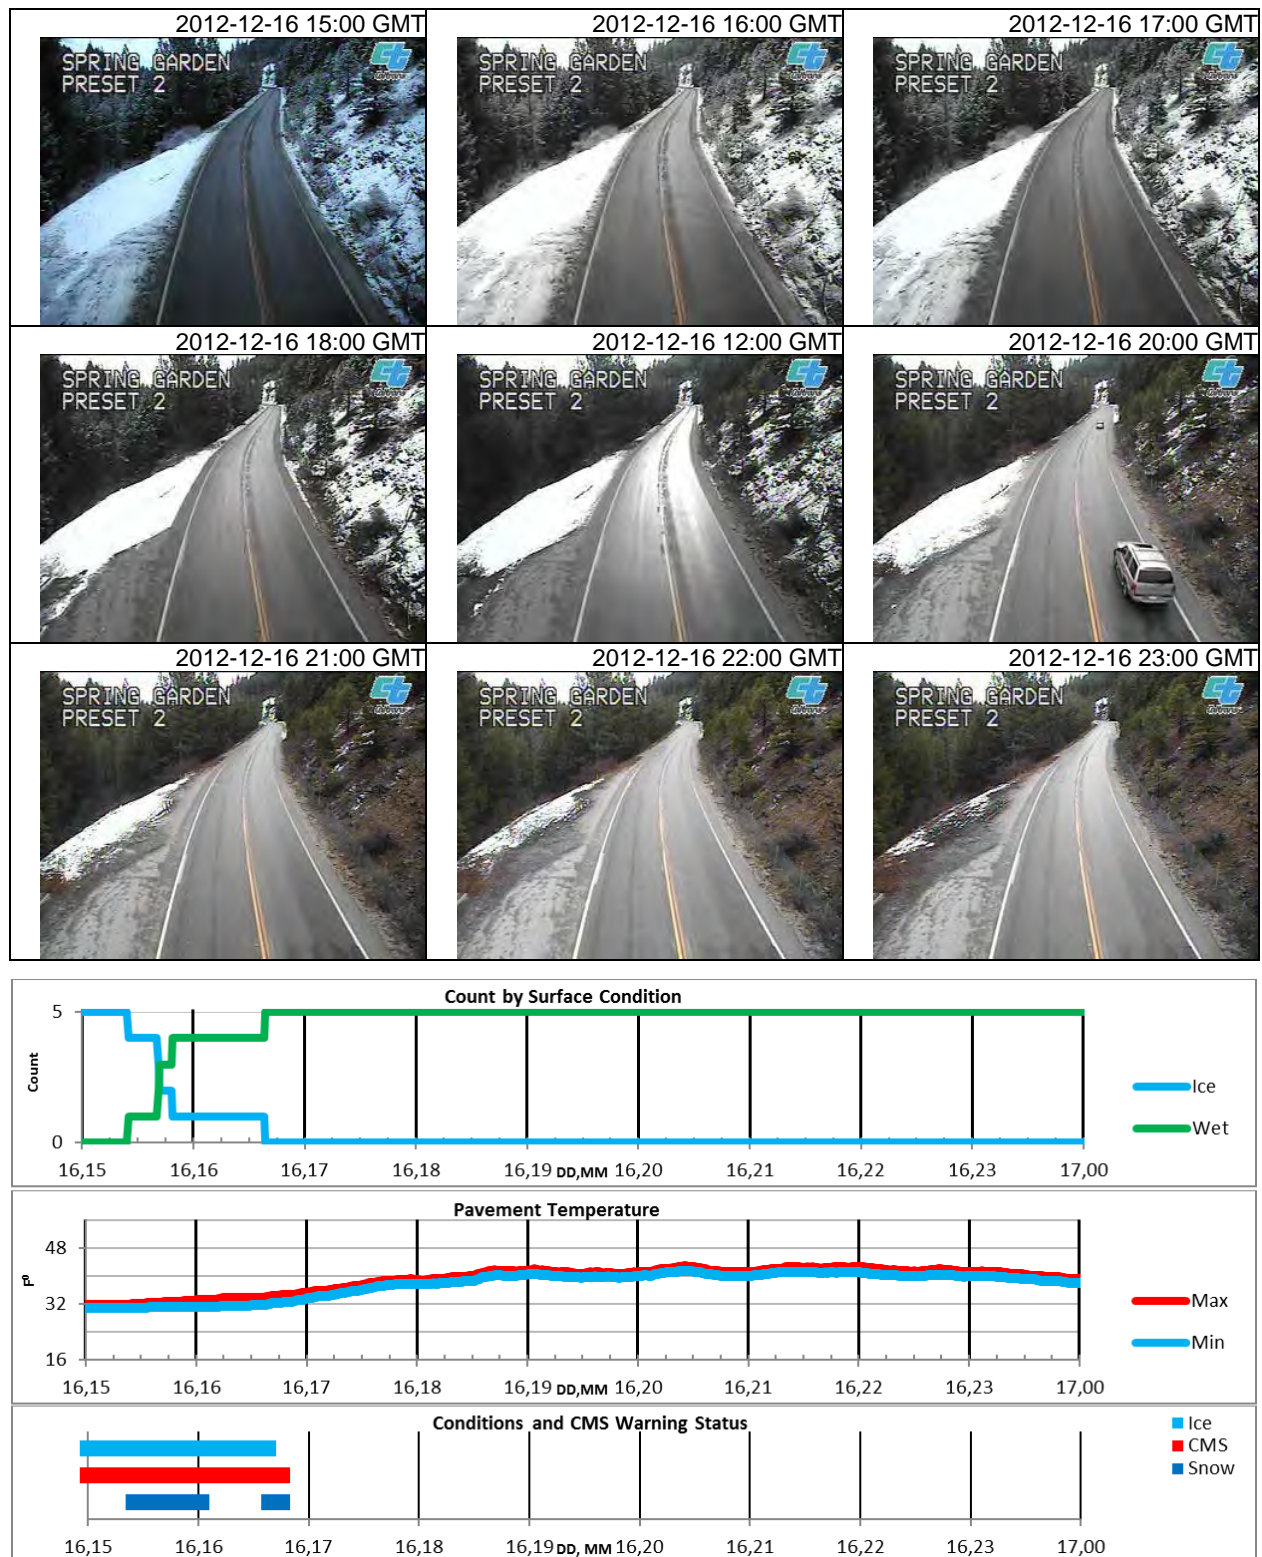 2012-12-16 15:00 GMT
SPRING GARDEN
PRESET 2
2012-12-16 16:00 GMT
SPRING GARDEN
PRESET 2
2012-12-16 17:00 GMT
SPRING GARDEN
PRESET 2
2012-12-16 18:00 GMT
SPRING GARDEN
PRESET 2
2012-12-16 12:00 GMT
SPRING GARDEN
PRESET 2
2012-12-16 20:00 GMT
SPRING GARDEN
PRESET 2
2012-12-16 21:00 GMT
SPRING GARDEN
PRESET 2
2012-12-16 22:00 GMT
SPRING GARDEN
PRESET 2
2012-12-16 23:00 GMT
SPRING GARDEN
PRESET 2
Count by Surface Condition
5
Count
0
Ice
Wet
16,15 16,16 16,17 16,18 16,19 DD,MM 16,20 16,21 16,22 16,23 17,00
Pavement Temperature
48
F⁰
32
16
Max
Min
16,15 16,16 16,17 16,18 16,19 DD,MM 16,20 16,21 16,22 16,23 17,00
Conditions and CMS Warning Status
Ice
CMS
Snow
16,15 16,16 16,17 16,18 16,19 DD, MM 16,20 16,21 16,22 16,23 17,00